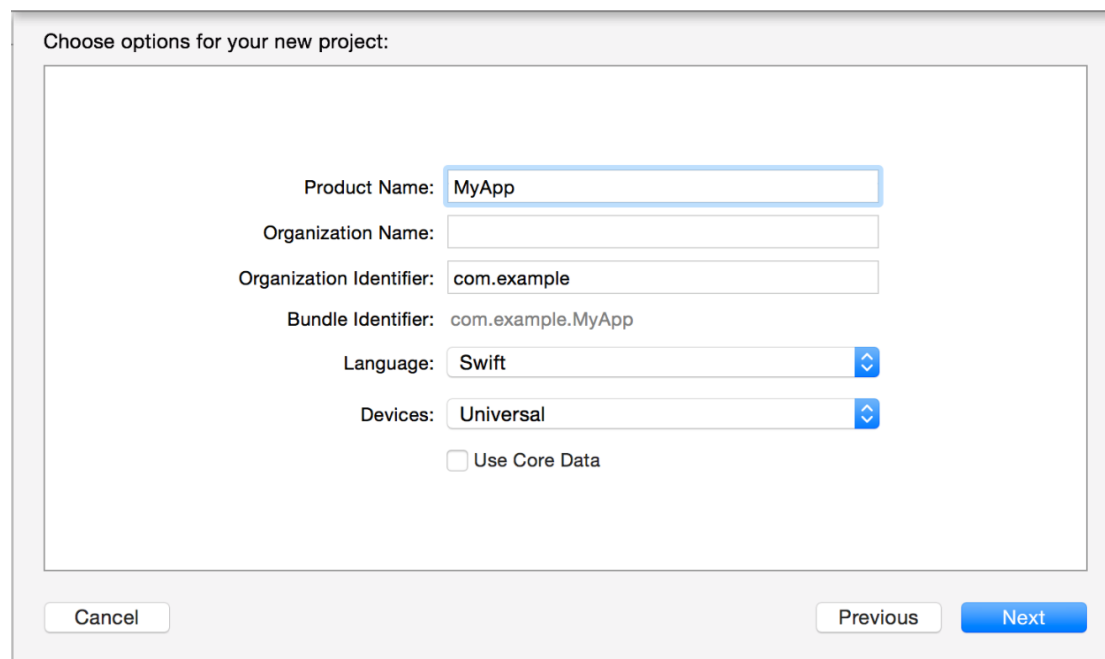 Choose options for your new project:
Product Name: MyApp
Organization Name:
Organization Identifier: com.example
Bundle Identifier: com.example.MyApp
Language: Swift
Devices: Universal
Use Core Data
Cancel Previous Next